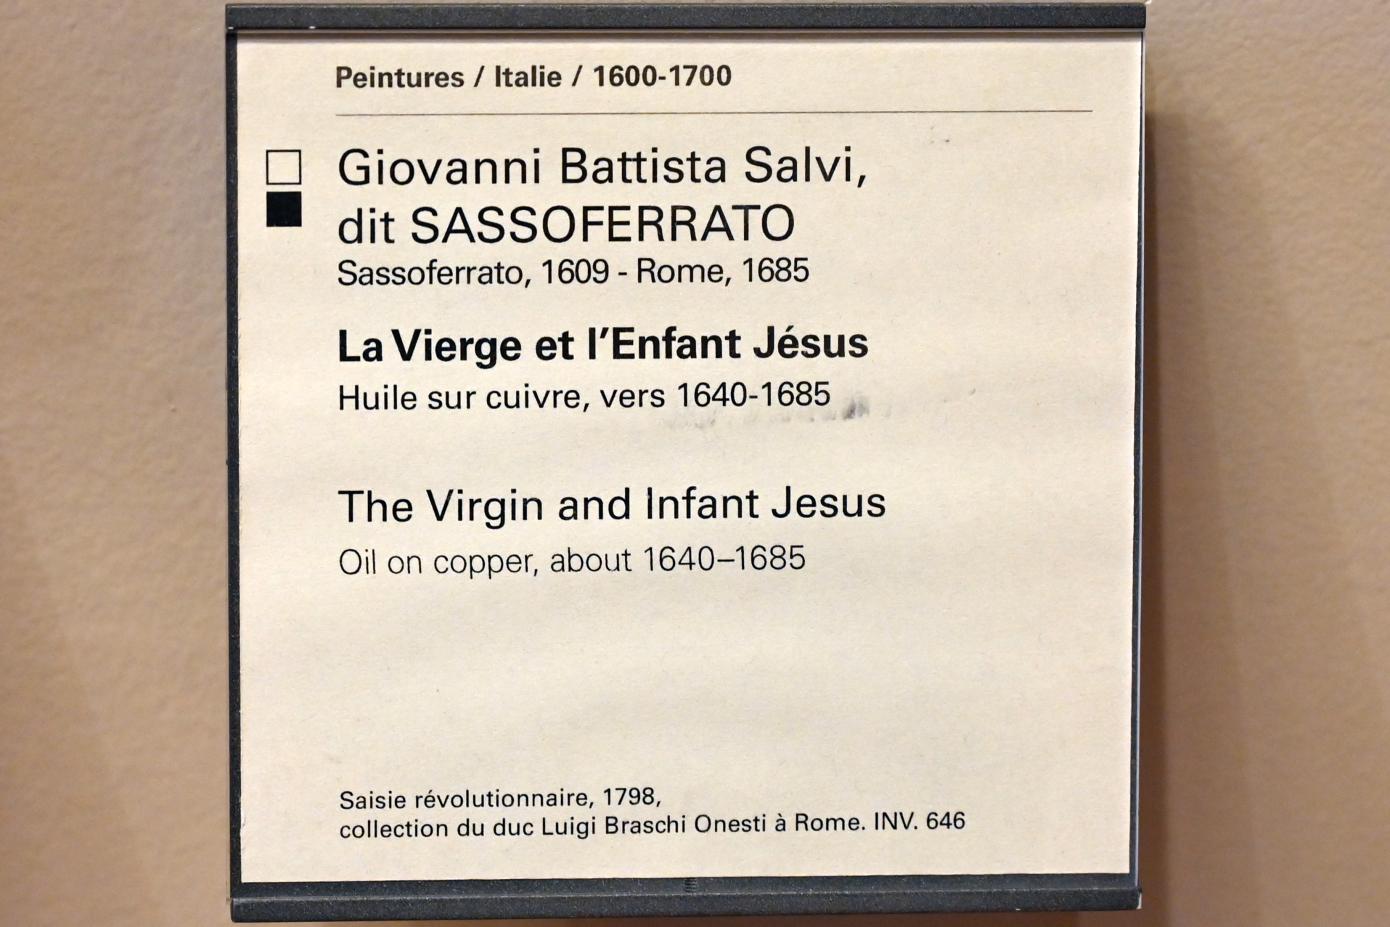 Peintures / Italie / 1600-1700
Giovanni Battista Salvi,
dit SASSOFERRATO
Sassoferrato, 1609 - Rome, 1685
La Vierge et l'Enfant Jésus
Huile sur cuivre, vers 1640-1685
The Virgin and Infant Jesus
Oil on copper, about 1640–1685
Saisie révolutionnaire, 1798,
collection du duc Luigi Braschi Onesti à Rome. INV. 646